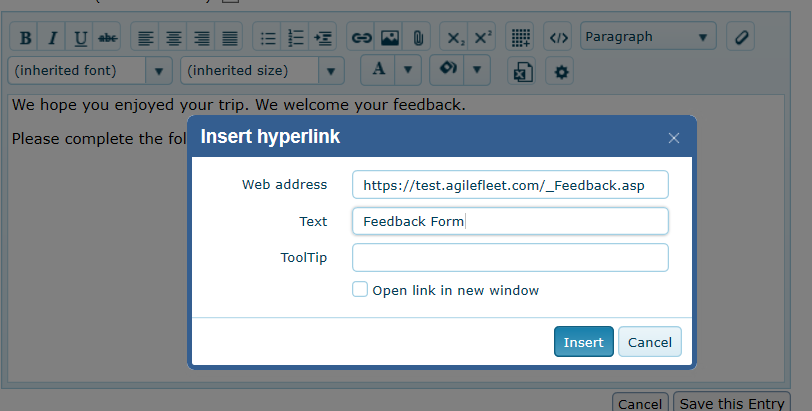 B I U abc X₂ X² </> Paragraph
(inherited font) (inherited size) A
We hope you enjoyed your trip. We welcome your feedback.
Please complete the fol
Insert hyperlink ×
Web address https://test.agilefleet.com/_Feedback.asp
Text Feedback Form
ToolTip
Open link in new window
Insert Cancel
Cancel Save this Entry